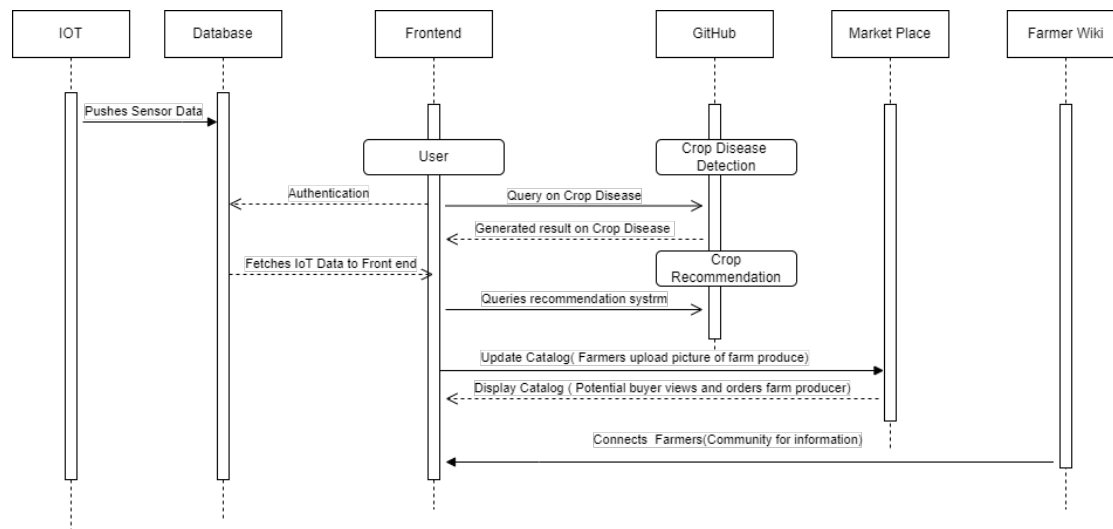 IOT
Database
Frontend
GitHub
Market Place
Farmer Wiki
Pushes Sensor Data
User
Crop Disease
Detection
Authentication
Query on Crop Disease
Generated result on Crop Disease
Fetches IoT Data to Front end
Crop
Recommendation
Queries recommendation systrm
Update Catalog( Farmers upload picture of farm produce)
Display Catalog ( Potential buyer views and orders farm producer)
Connects  Farmers(Community for information)